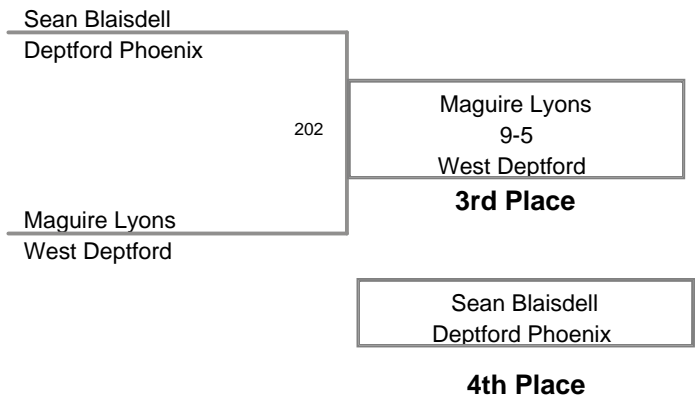 Sean Blaisdell
Deptford Phoenix
202
Maguire Lyons
9-5
West Deptford
3rd Place
Maguire Lyons
West Deptford
Sean Blaisdell
Deptford Phoenix
4th Place